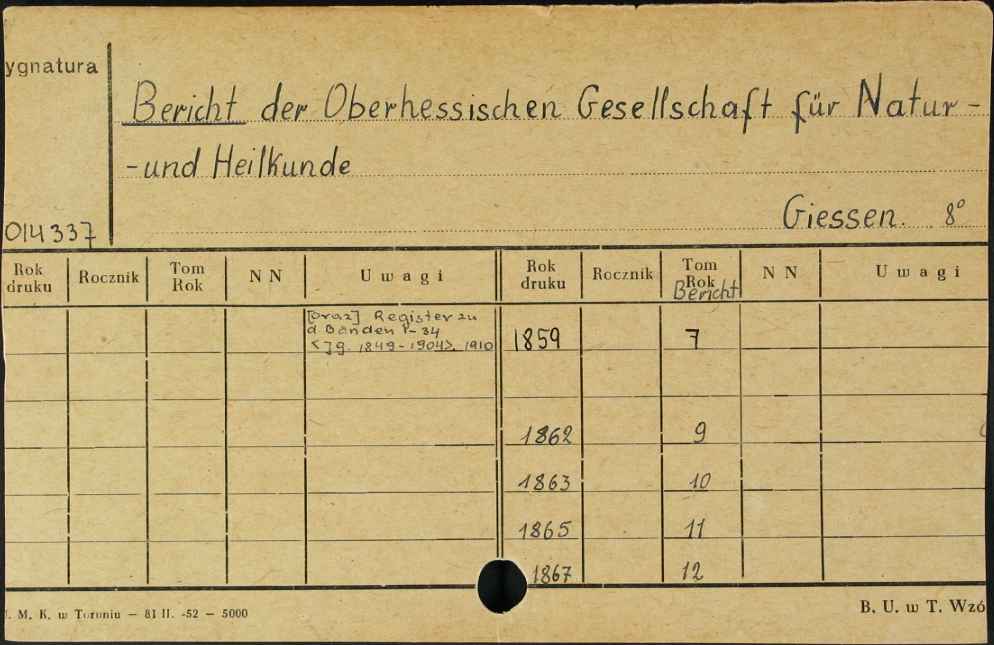 ygnatura
Bericht der Oberhessischen Gesellschaft für Natur-
-und Heilkunde
Giessen. 8°
014337
Rok druku Rocznik Tom Rok N N Uwagi Rok druku Rocznik Tom Rok Bericht N N Uwagi
[oraz] Register zu
d Bänden 1-34
<Jg. 1849-1904>. 1910
1859 7
1862 9
1863 10
1865 11
1867 12
. M. K. w Toruniu — 81 II. -52 — 5000
B. U. w T. Wzó